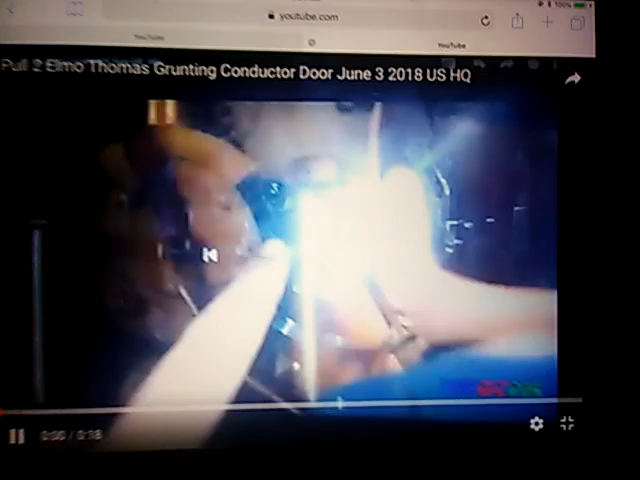 100%
youtube.com
YouTube
YouTube
Pull 2 Elmo Thomas Grunting Conductor Door June 3 2018 US HQ
0:00 / 0:18